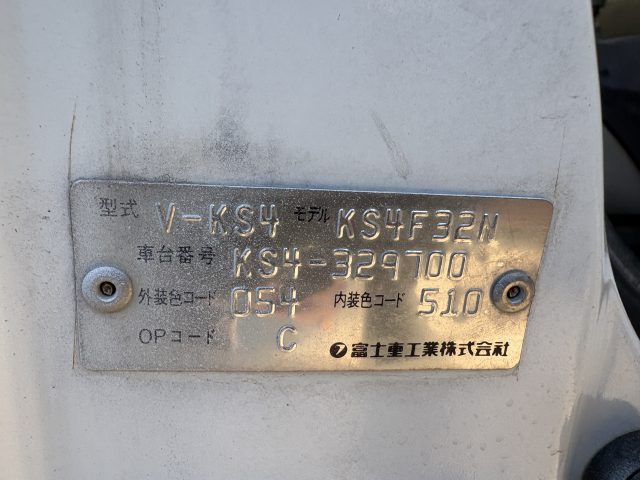 型式 V-KS4 モデル KS4F32N
車台番号 KS4-329700
外装色コード 054 内装色コード 510
OPコード C フ富士重工業株式会社